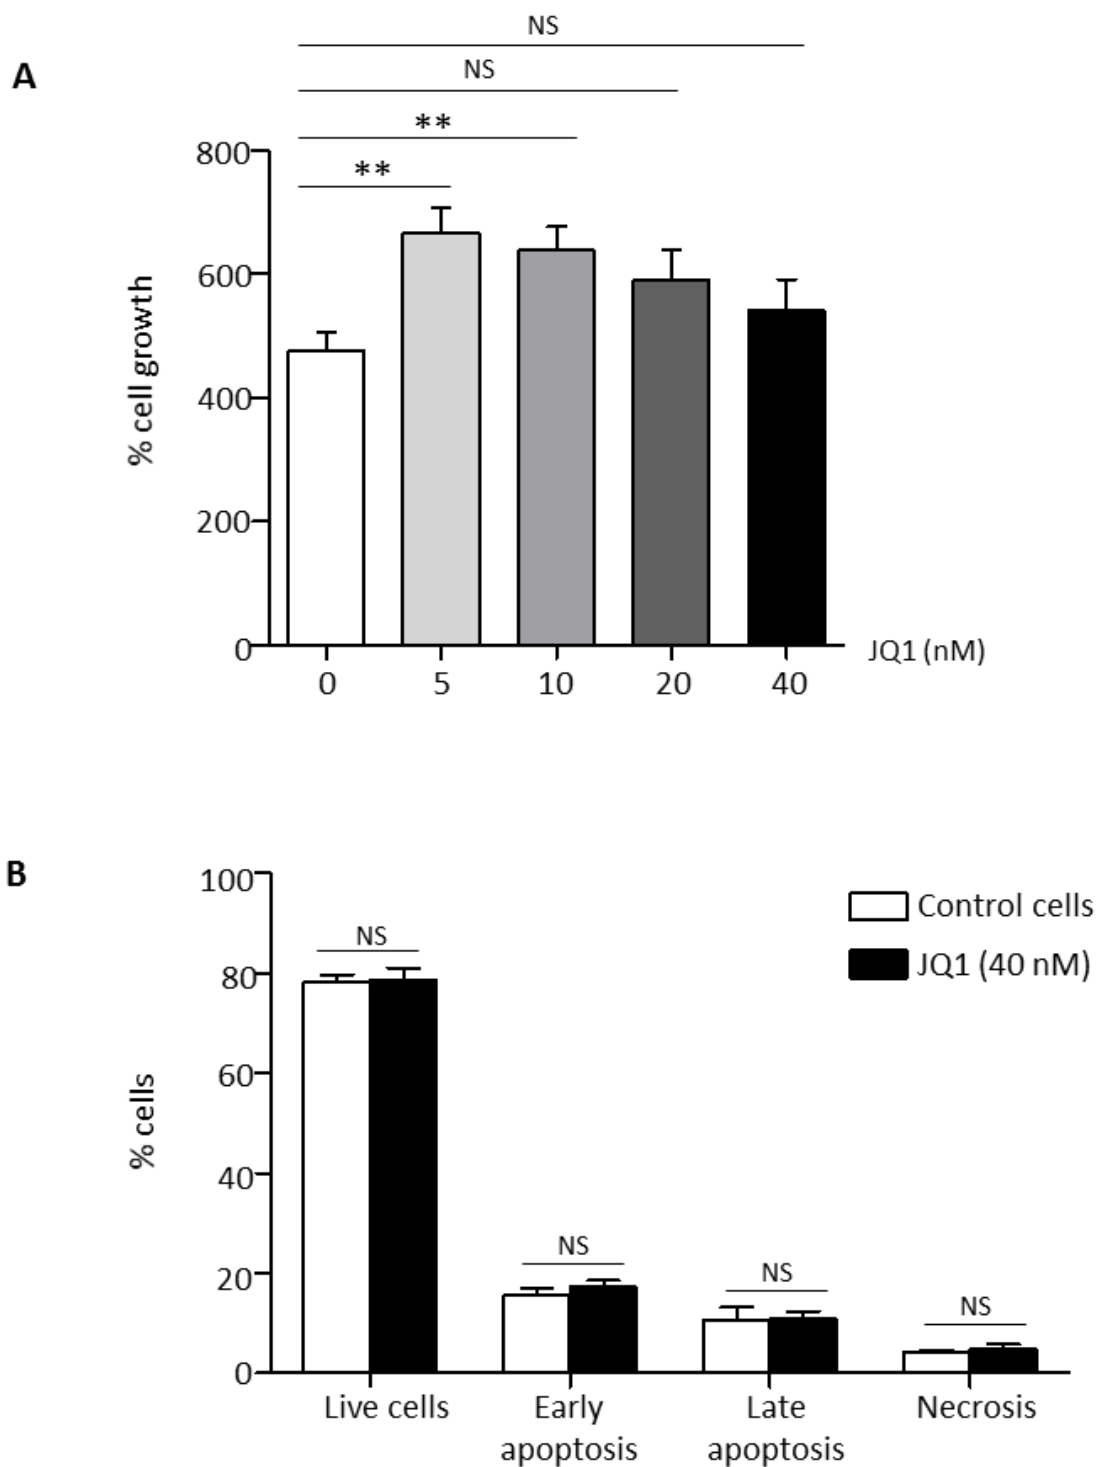 NS
A
NS
**
**
800
600
400
200
0
% cell growth
0 5 10 20 40
JQ1 (nM)
B
100
80
60
40
20
0
% cells
NS
NS
NS
NS
Control cells
JQ1 (40 nM)
Live cells
Early
apoptosis
Late
apoptosis
Necrosis